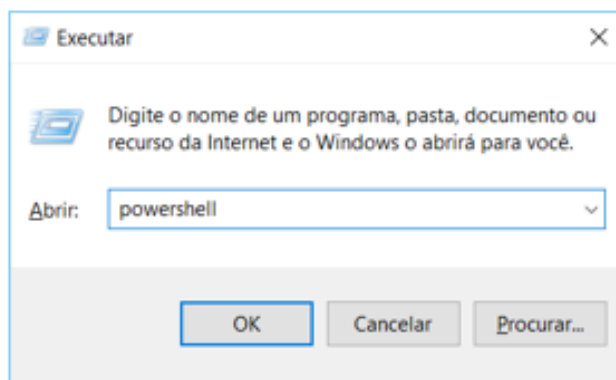 Executar
Digite o nome de um programa, pasta, documento ou
recurso da Internet e o Windows o abrirá para você.
Abrir: powershell
OK Cancelar Procurar...